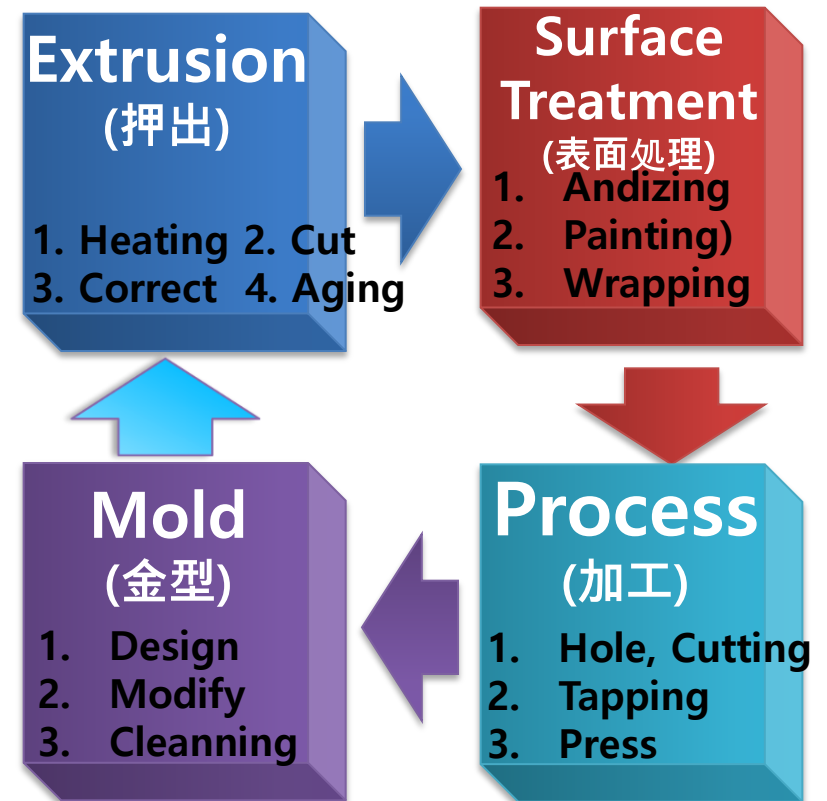 Extrusion
(押出)
1. Heating 2. Cut
3. Correct 4. Aging
Surface
Treatment
(表面処理)
1. Andizing
2. Painting)
3. Wrapping
Process
(加工)
1. Hole, Cutting
2. Tapping
3. Press
Mold
(金型)
1. Design
2. Modify
3. Cleanning